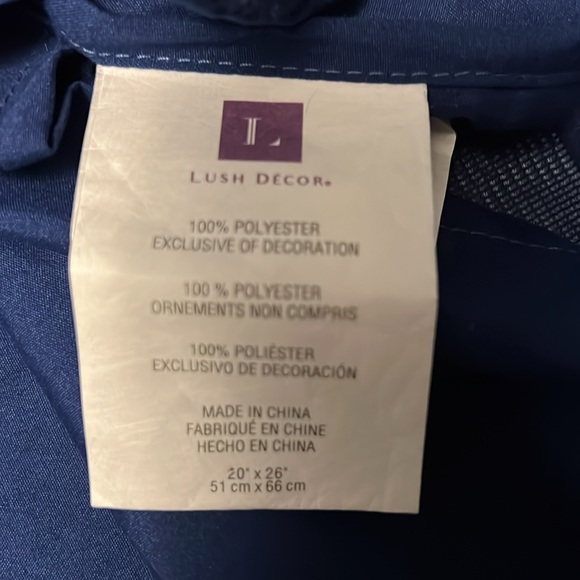 L
LUSH DÉCOR®
100% POLYESTER
EXCLUSIVE OF DECORATION
100 % POLYESTER
ORNEMENTS NON COMPRIS
100% POLIÉSTER
EXCLUSIVO DE DECORACIÓN
MADE IN CHINA
FABRIQUÉ EN CHINE
HECHO EN CHINA
20" x 26"
51 cm x 66 cm